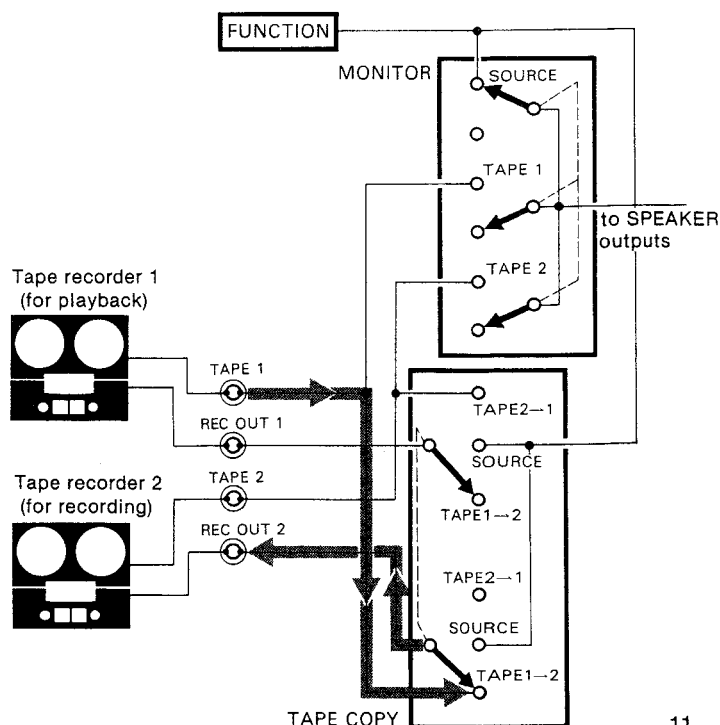 FUNCTION
MONITOR
SOURCE
TAPE 1
to SPEAKER
outputs
TAPE 2
Tape recorder 1
(for playback)
TAPE 1
REC OUT 1
TAPE2→1
SOURCE
TAPE 2
TAPE1→2
Tape recorder 2
(for recording)
REC OUT 2
TAPE2→1
SOURCE
TAPE1→2
TAPE COPY
11